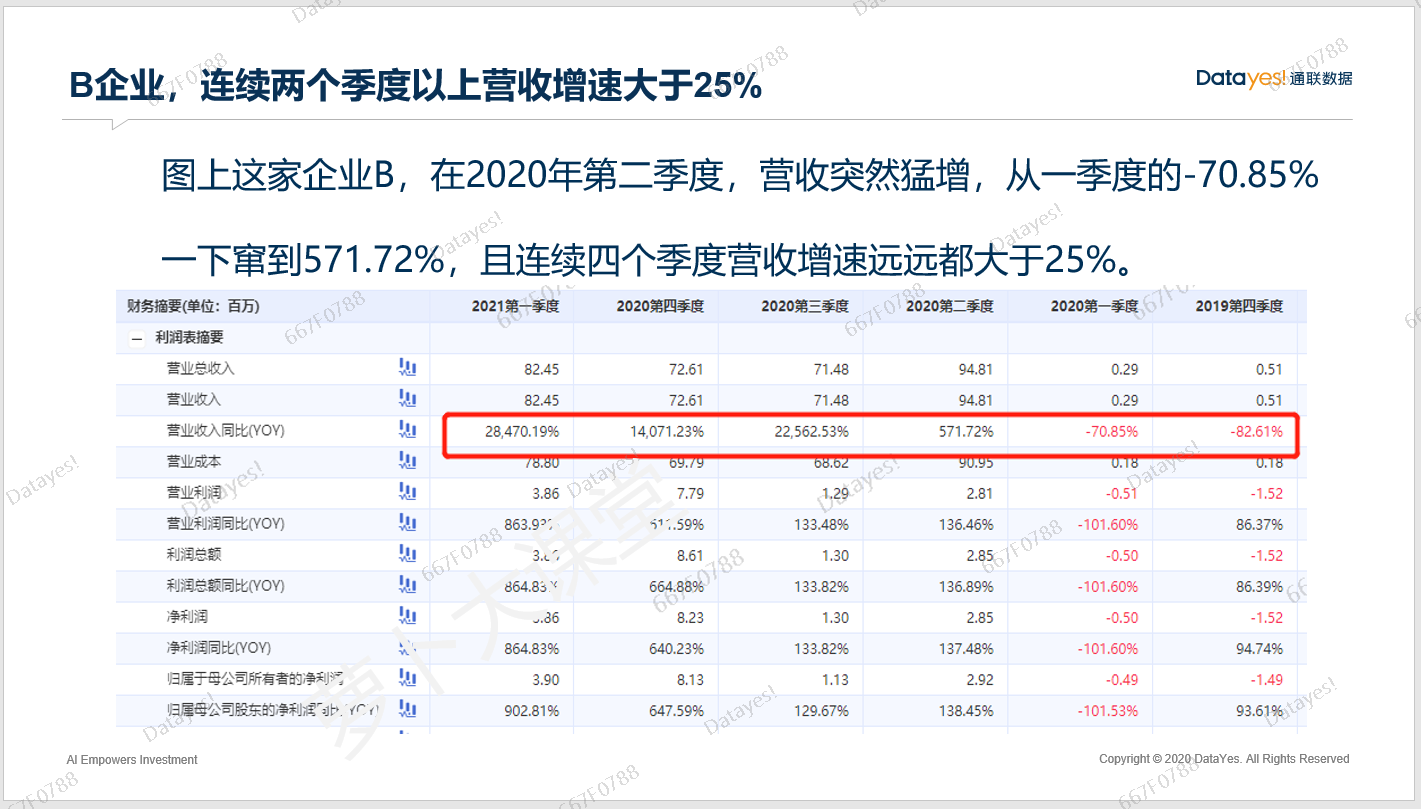 B企业，连续两个季度以上营收增速大于25%
Datayes!通联数据
图上这家企业B，在2020年第二季度，营收突然猛增，从一季度的-70.85%
一下窜到571.72%，且连续四个季度营收增速远远都大于25%。
财务摘要(单位：百万) 2021第一季度 2020第四季度 2020第三季度 2020第二季度 2020第一季度 2019第四季度
利润表摘要
营业总收入 82.45 72.61 71.48 94.81 0.29 0.51
营业收入 82.45 72.61 71.48 94.81 0.29 0.51
营业收入同比(YOY) 28,470.19% 14,071.23% 22,562.53% 571.72% -70.85% -82.61%
营业成本 78.80 69.79 68.62 90.95 0.18 0.18
营业利润 3.86 7.79 1.29 2.81 -0.51 -1.52
营业利润同比(YOY) 133.48% 136.46% -101.60% 86.37%
利润总额 8.61 1.30 2.85 -0.50 -1.52
利润总额同比(YOY) 864.83% 664.88% 133.82% 136.89% -101.60% 86.39%
净利润 3.86 8.23 1.30 2.85 -0.50 -1.52
净利润同比(YOY) 864.83% 640.23% 133.82% 137.48% -101.60% 94.74%
归属于母公司所有者的净利润 3.90 8.13 1.13 2.92 -0.49 -1.49
归属母公司股东的净利润同比(YOY) 902.81% 647.59% 129.67% 138.45% -101.53% 93.61%
萝卜大课堂
AI Empowers Investment
Copyright © 2020 DataYes. All Rights Reserved
Datayes!
667F0788